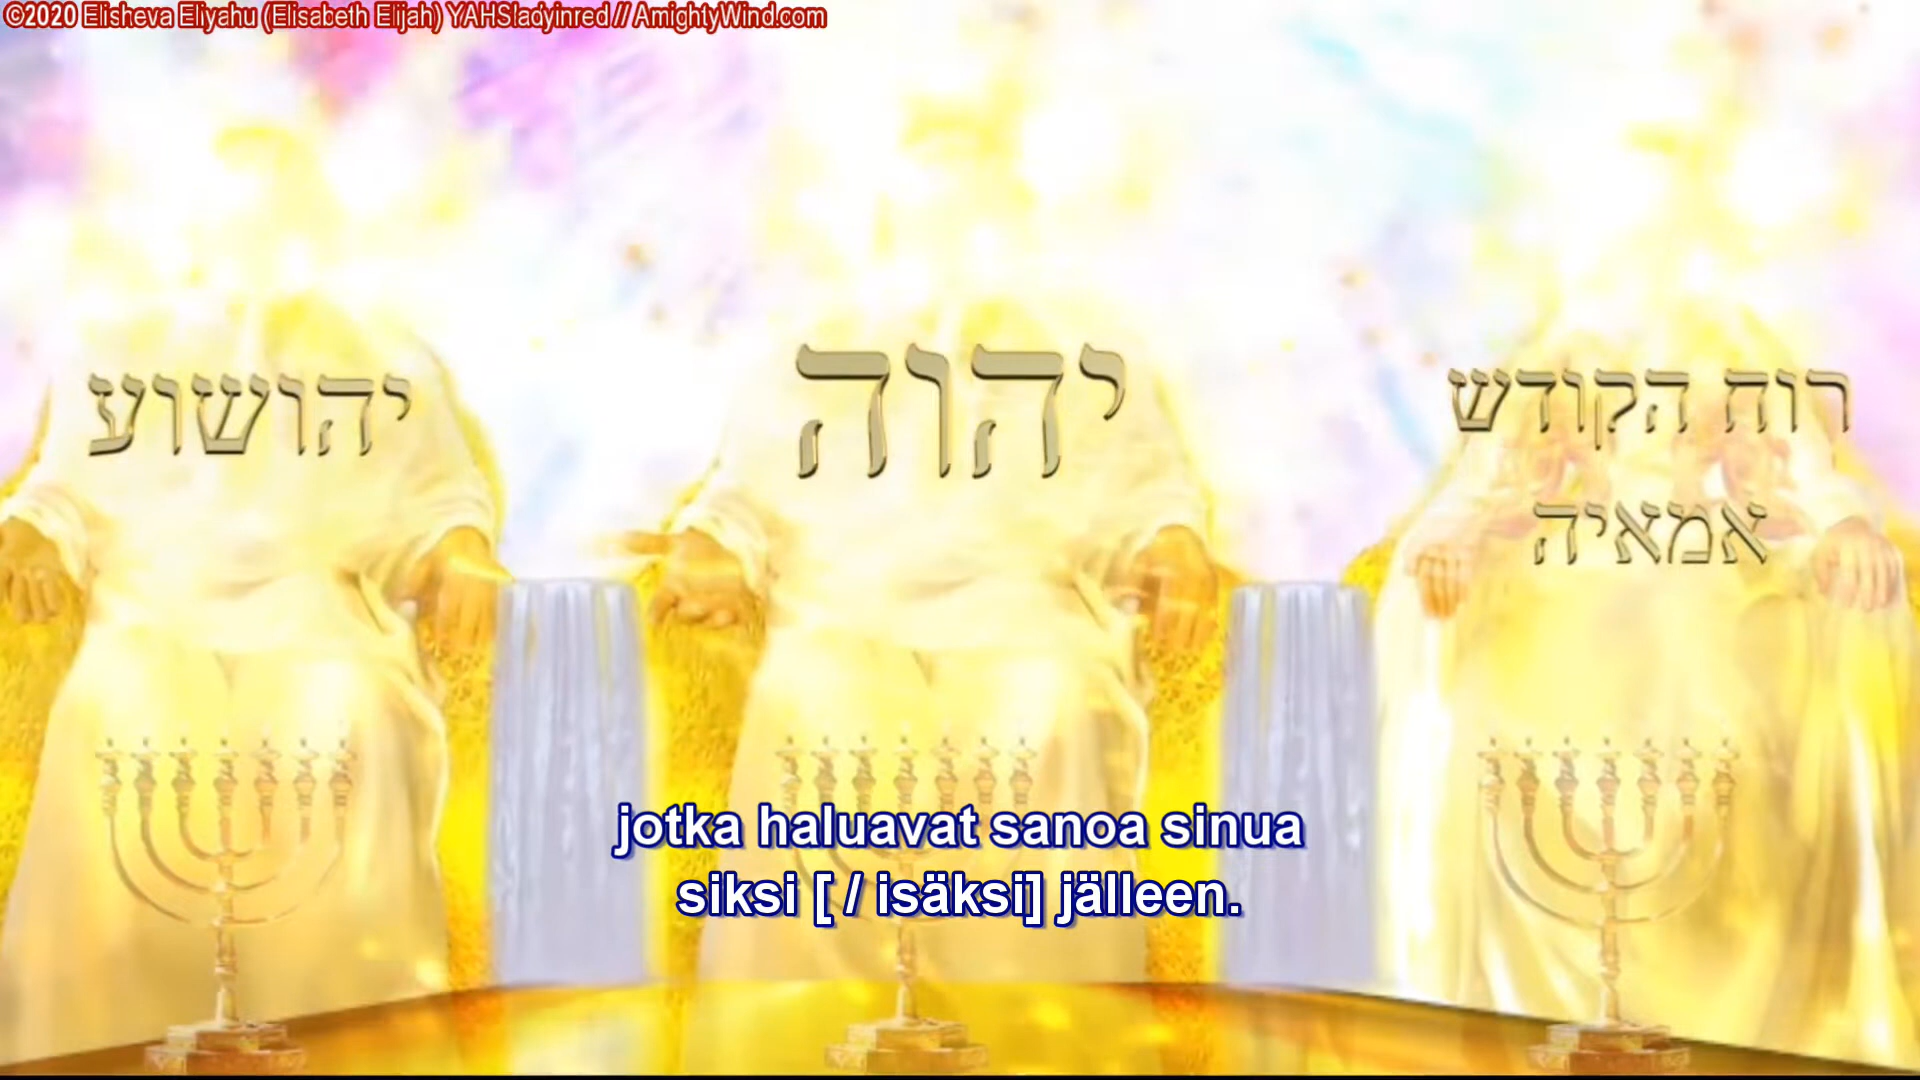 ©2020 Elisheva Eliyahu (Elisabeth Elijah) YAHSladyinred // AmightyWind.com
יהושוע
יהוה
רוח הקודש
אמאיה
jotka haluavat sanoa sinua
siksi [ / isäksi] jälleen.